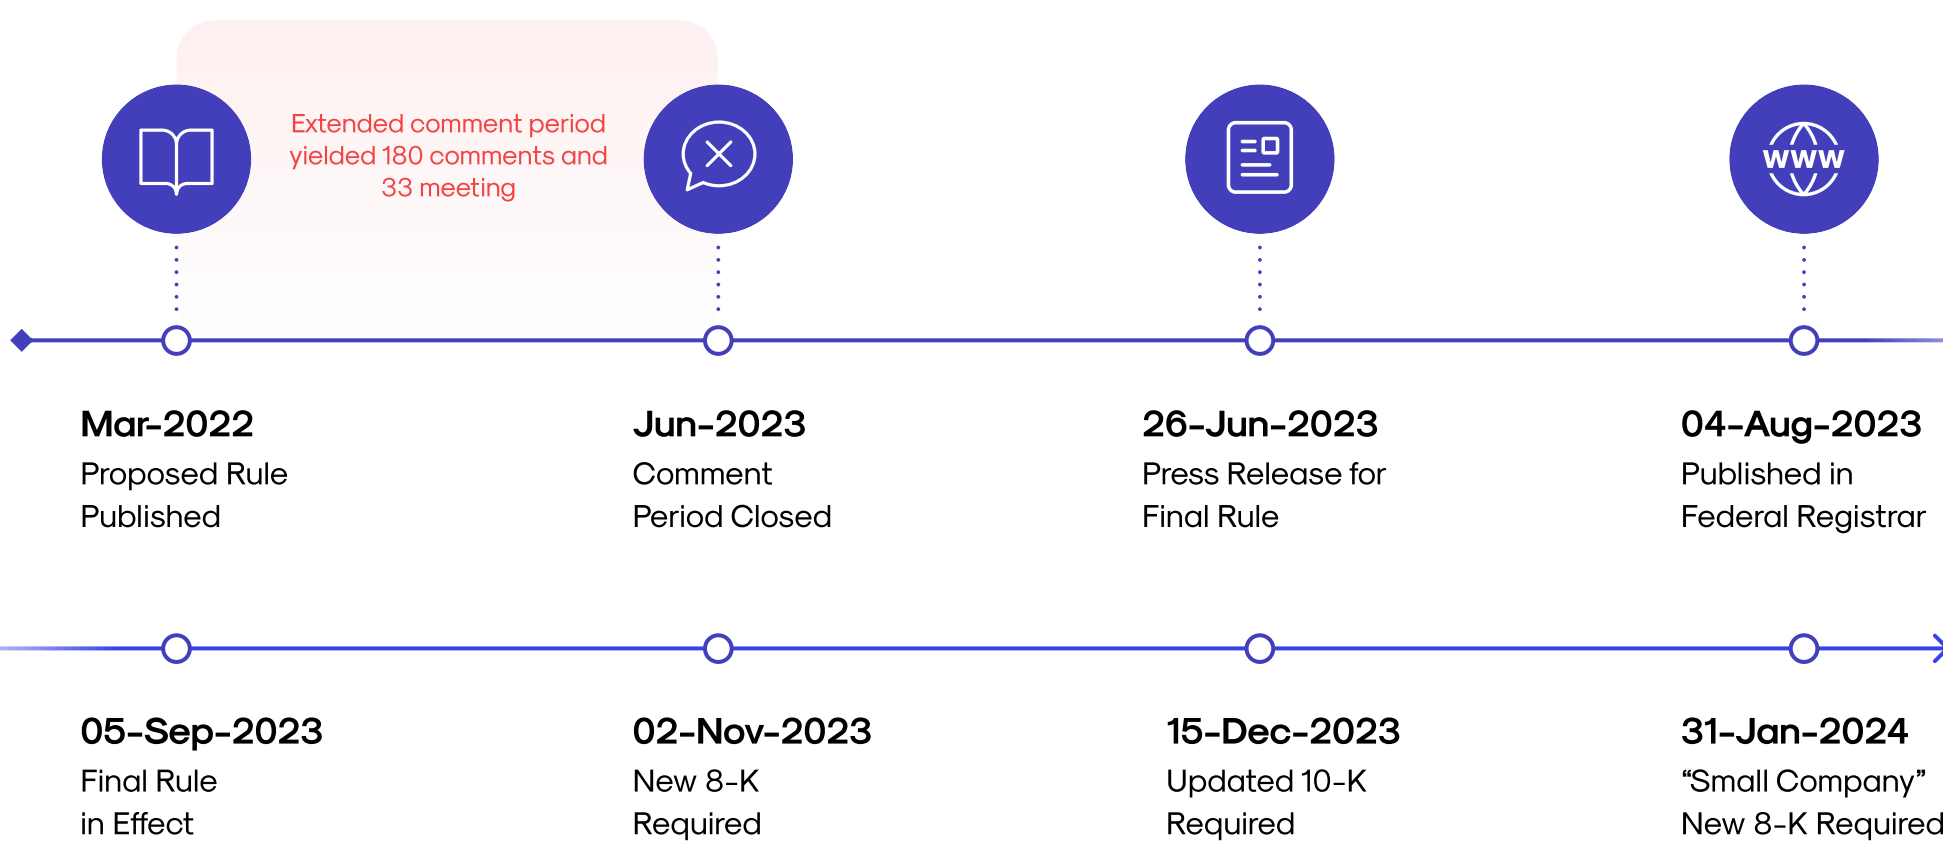 Extended comment period
yielded 180 comments and
33 meeting
WWW
Mar-2022
Proposed Rule
Published
Jun-2023
Comment
Period Closed
26-Jun-2023
Press Release for
Final Rule
04-Aug-2023
Published in
Federal Registrar
05-Sep-2023
Final Rule
in Effect
02-Nov-2023
New 8-K
Required
15-Dec-2023
Updated 10-K
Required
31-Jan-2024
“Small Company”
New 8-K Required